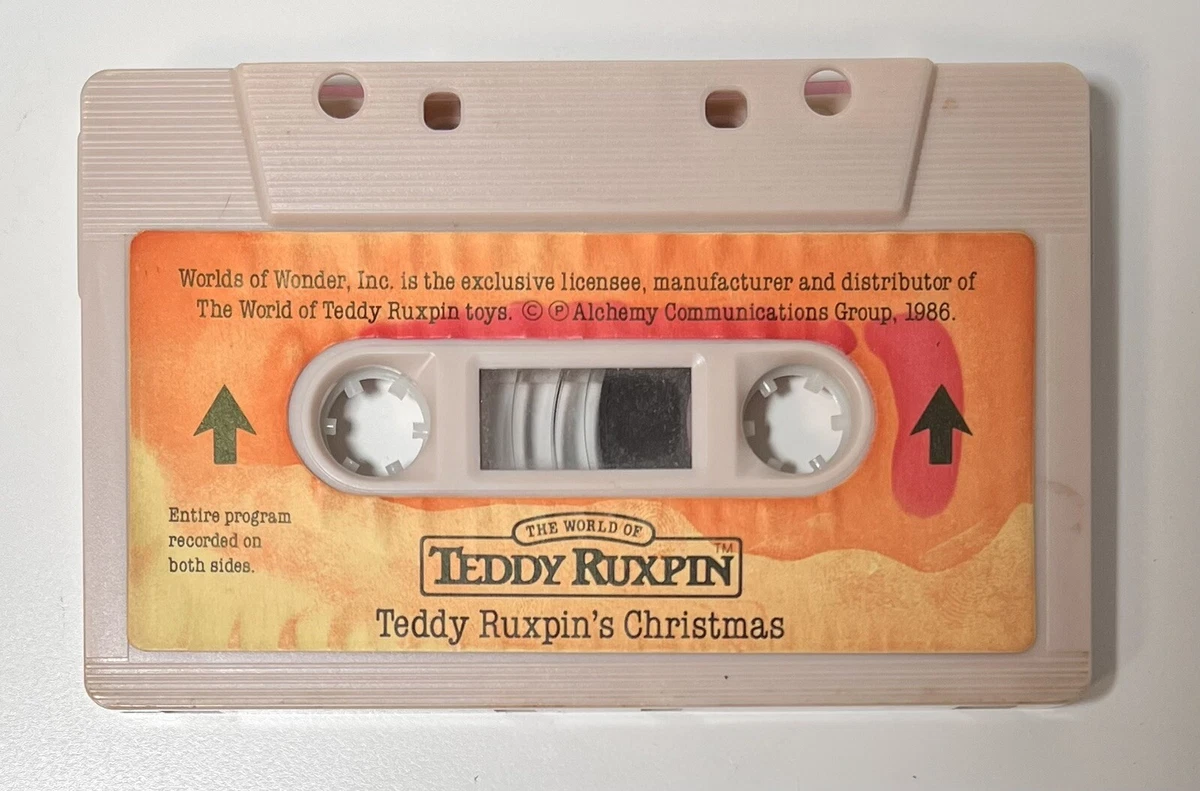 Worlds of Wonder, Inc. is the exclusive licensee, manufacturer and distributor of
The World of Teddy Ruxpin toys. © ℗ Alchemy Communications Group, 1986.
Entire program
recorded on
both sides.
THE WORLD OF
TEDDY RUXPIN™
Teddy Ruxpin's Christmas